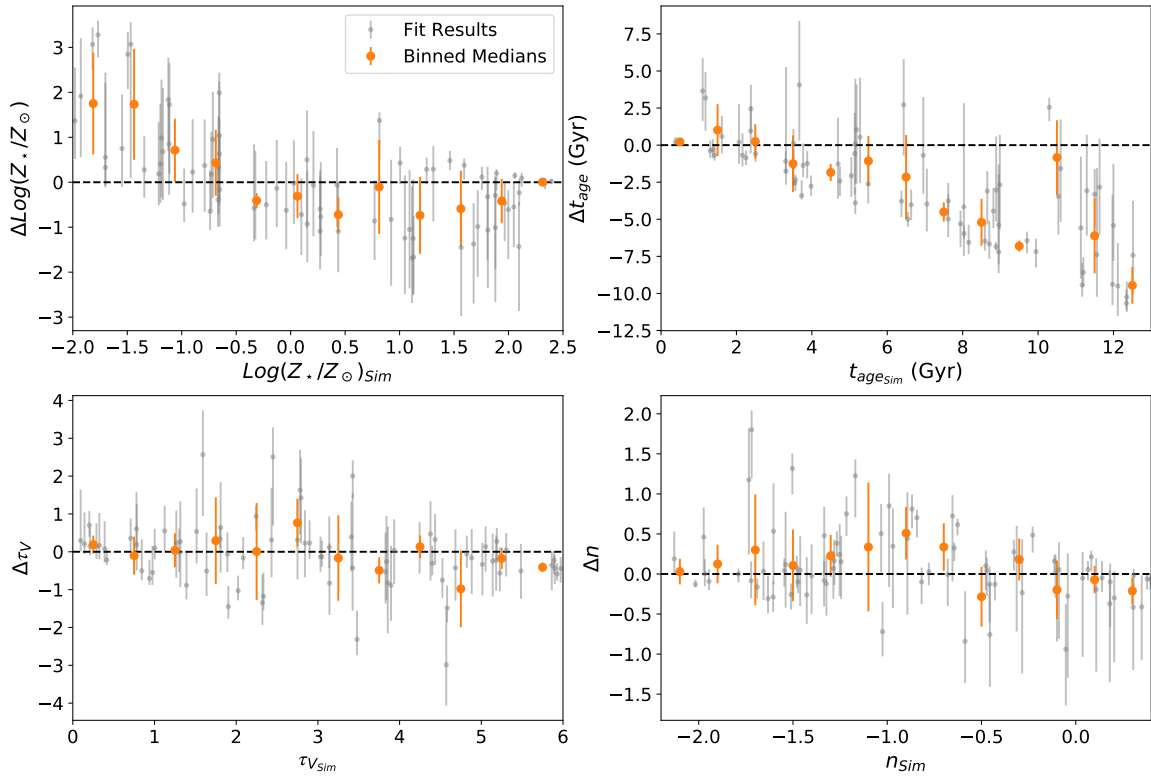 Fit Results
Binned Medians
ΔLog(Z⋆/Z⊙)
3
2
1
0
−1
−2
−3
−2.0 −1.5 −1.0 −0.5 0.0 0.5 1.0 1.5 2.0 2.5
Log(Z⋆/Z⊙)Sim
Δtage (Gyr)
7.5
5.0
2.5
0.0
−2.5
−5.0
−7.5
−10.0
−12.5
0 2 4 6 8 10 12
tageSim (Gyr)
ΔτV
4
3
2
1
0
−1
−2
−3
−4
0 1 2 3 4 5 6
τVSim
Δn
2.0
1.5
1.0
0.5
0.0
−0.5
−1.0
−1.5
−2.0 −1.5 −1.0 −0.5 0.0
nSim